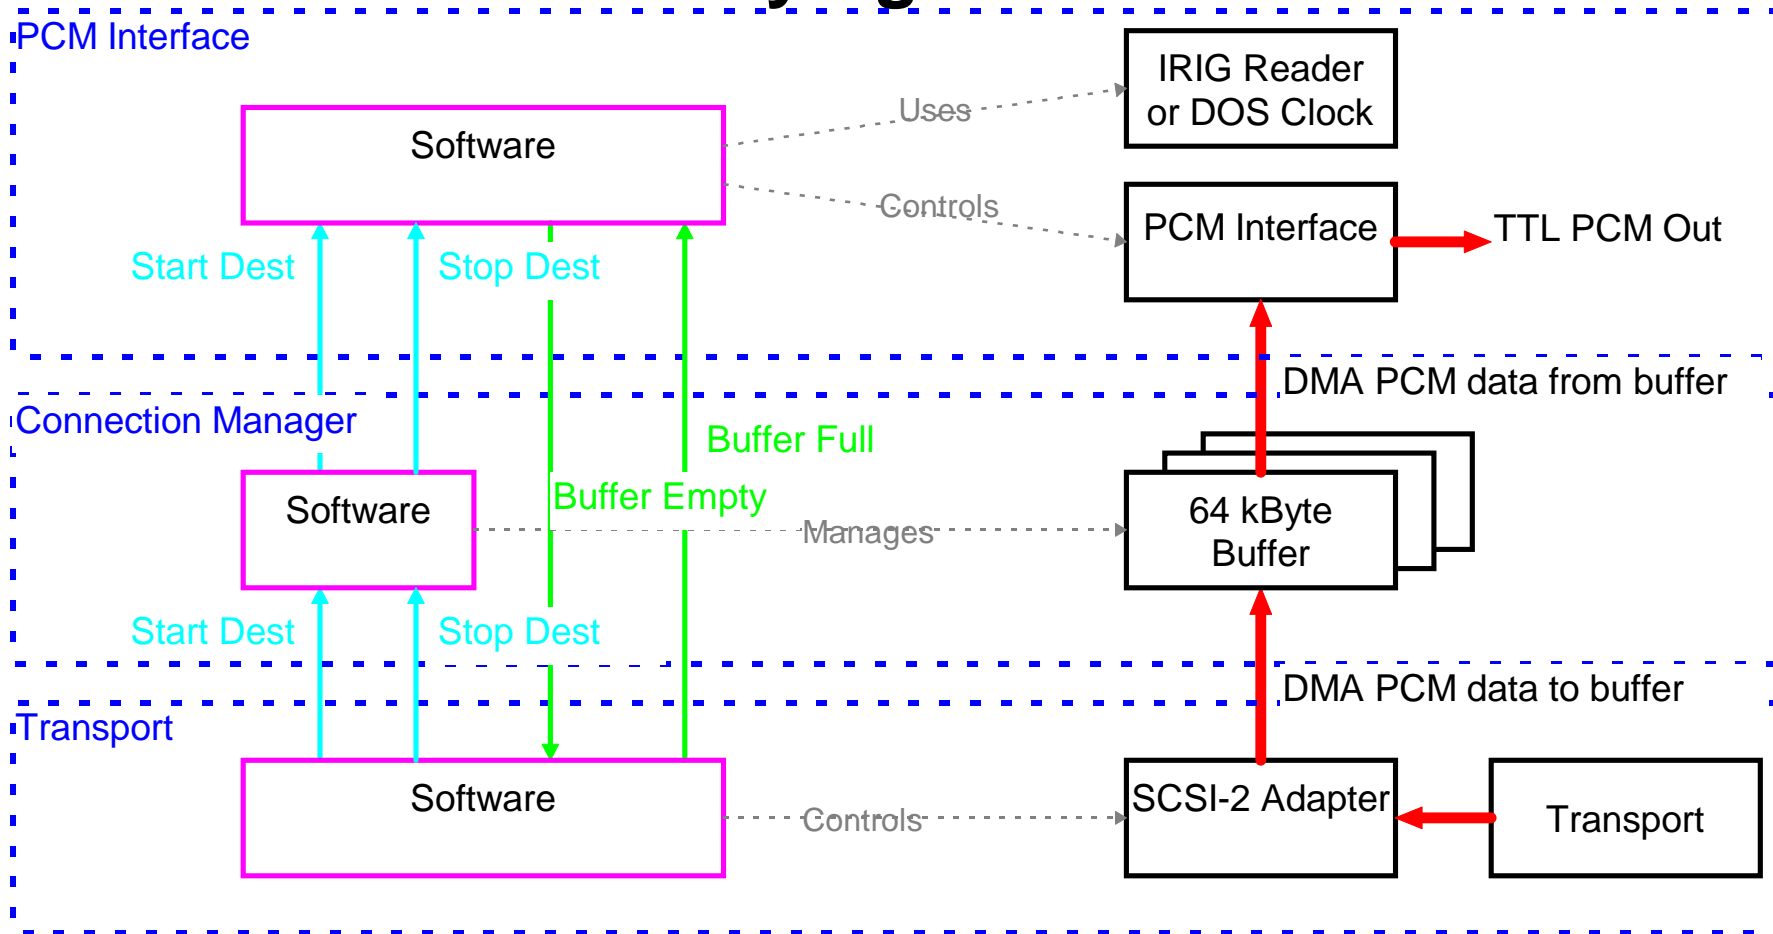 PCM Interface
IRIG Reader
or DOS Clock
Uses
Software
Controls
PCM Interface
TTL PCM Out
Start Dest
Stop Dest
DMA PCM data from buffer
Connection Manager
Buffer Full
Buffer Empty
Software
64 kByte
Buffer
Manages
Start Dest
Stop Dest
DMA PCM data to buffer
Transport
Software
Controls
SCSI-2 Adapter
Transport